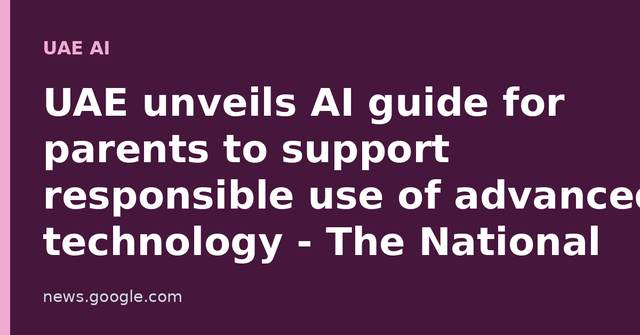 UAE AI
UAE unveils AI guide for
parents to support
responsible use of advanced
technology - The National
news.google.com